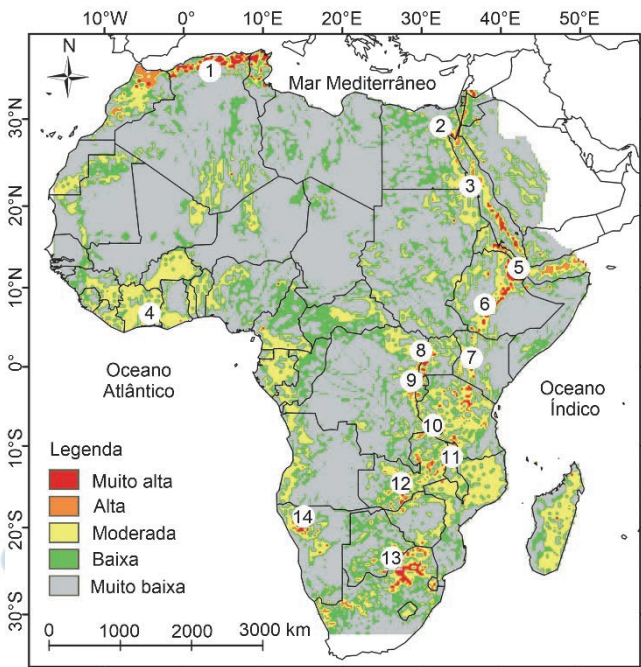 10°W 0° 10°E 20°E 30°E 40°E 50°E
N
1
Mar Mediterrâneo
30°N
2
3
20°N
5
10°N
4
6
8
7
0°
9
Oceano
Atlântico
Oceano
Índico
10
10°S
11
Legenda
Muito alta
12
Alta
14
20°S
Moderada
13
Baixa
Muito baixa
30°S
0 1000 2000 3000 km